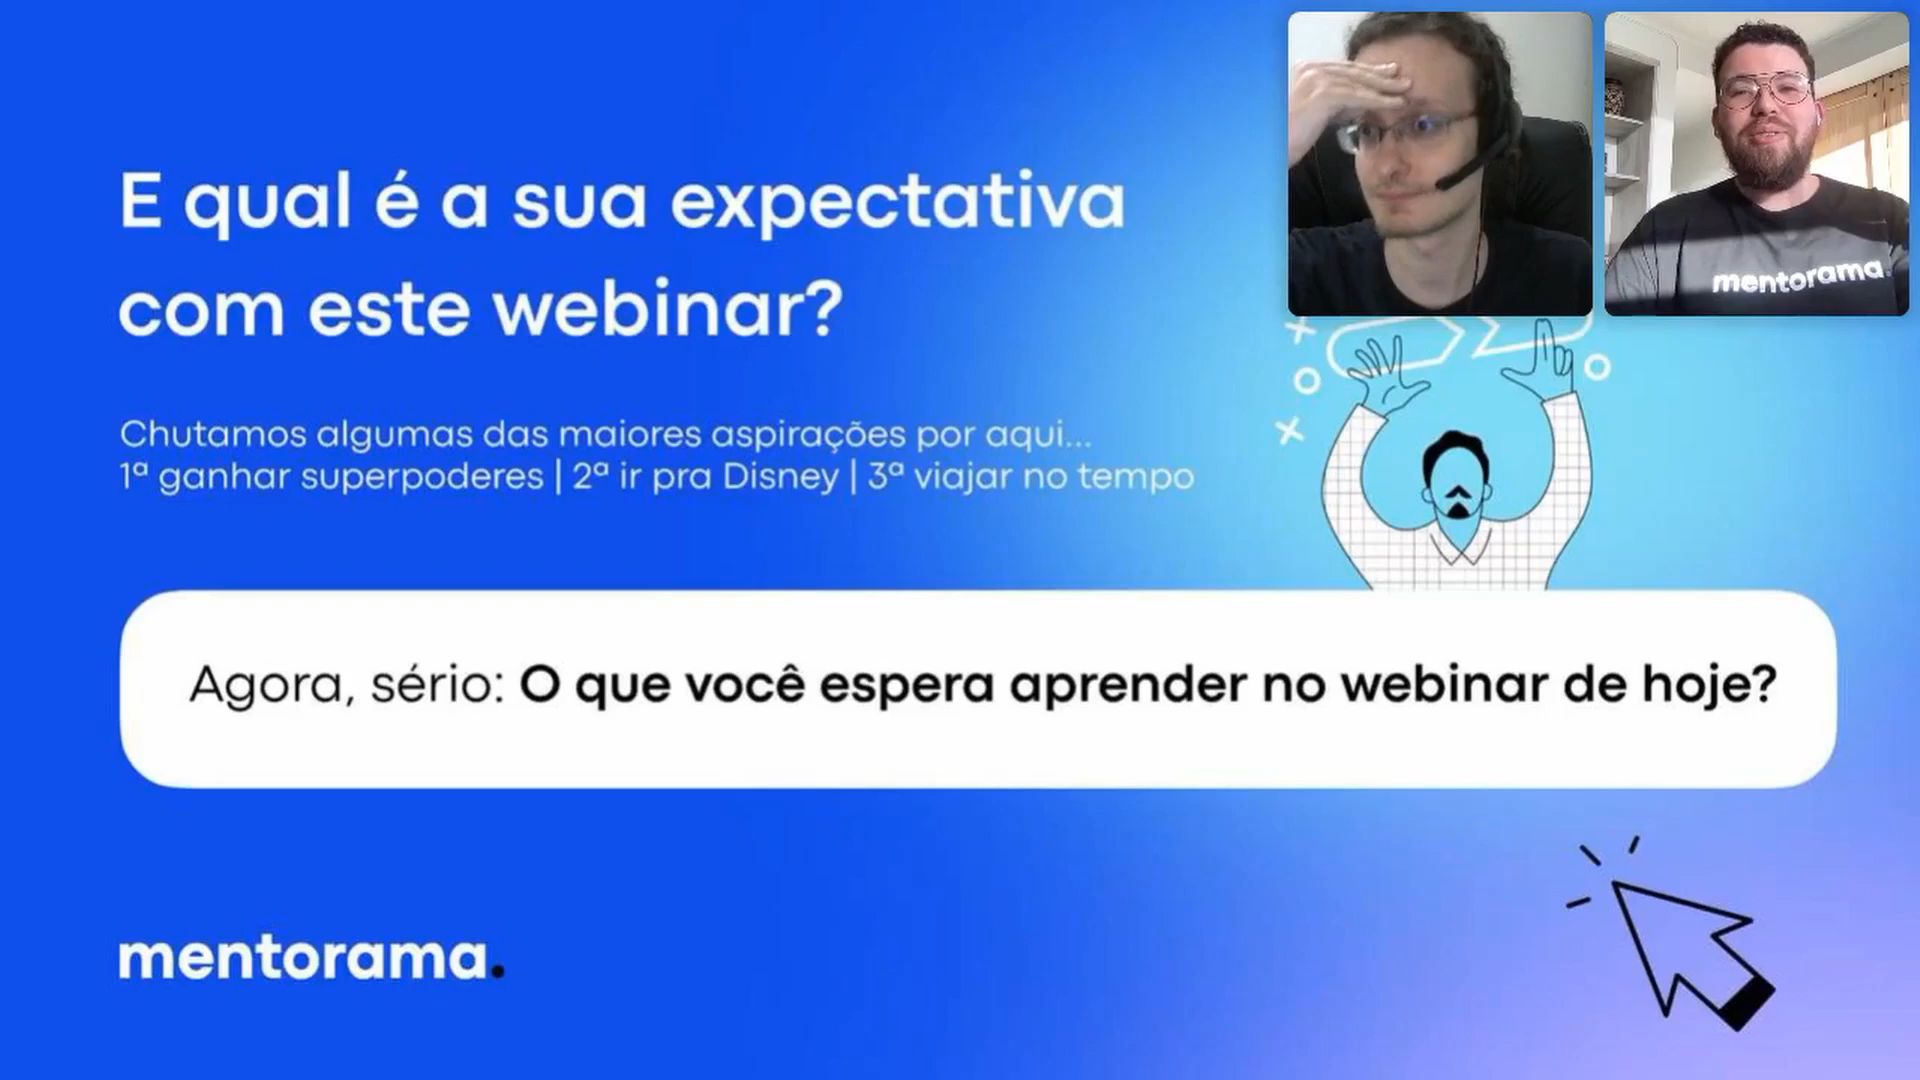 E qual é a sua expectativa
com este webinar?
Chutamos algumas das maiores aspirações por aqui...
1ª ganhar superpoderes | 2ª ir pra Disney | 3ª viajar no tempo
Agora, sério: O que você espera aprender no webinar de hoje?
mentorama.
mentorama.